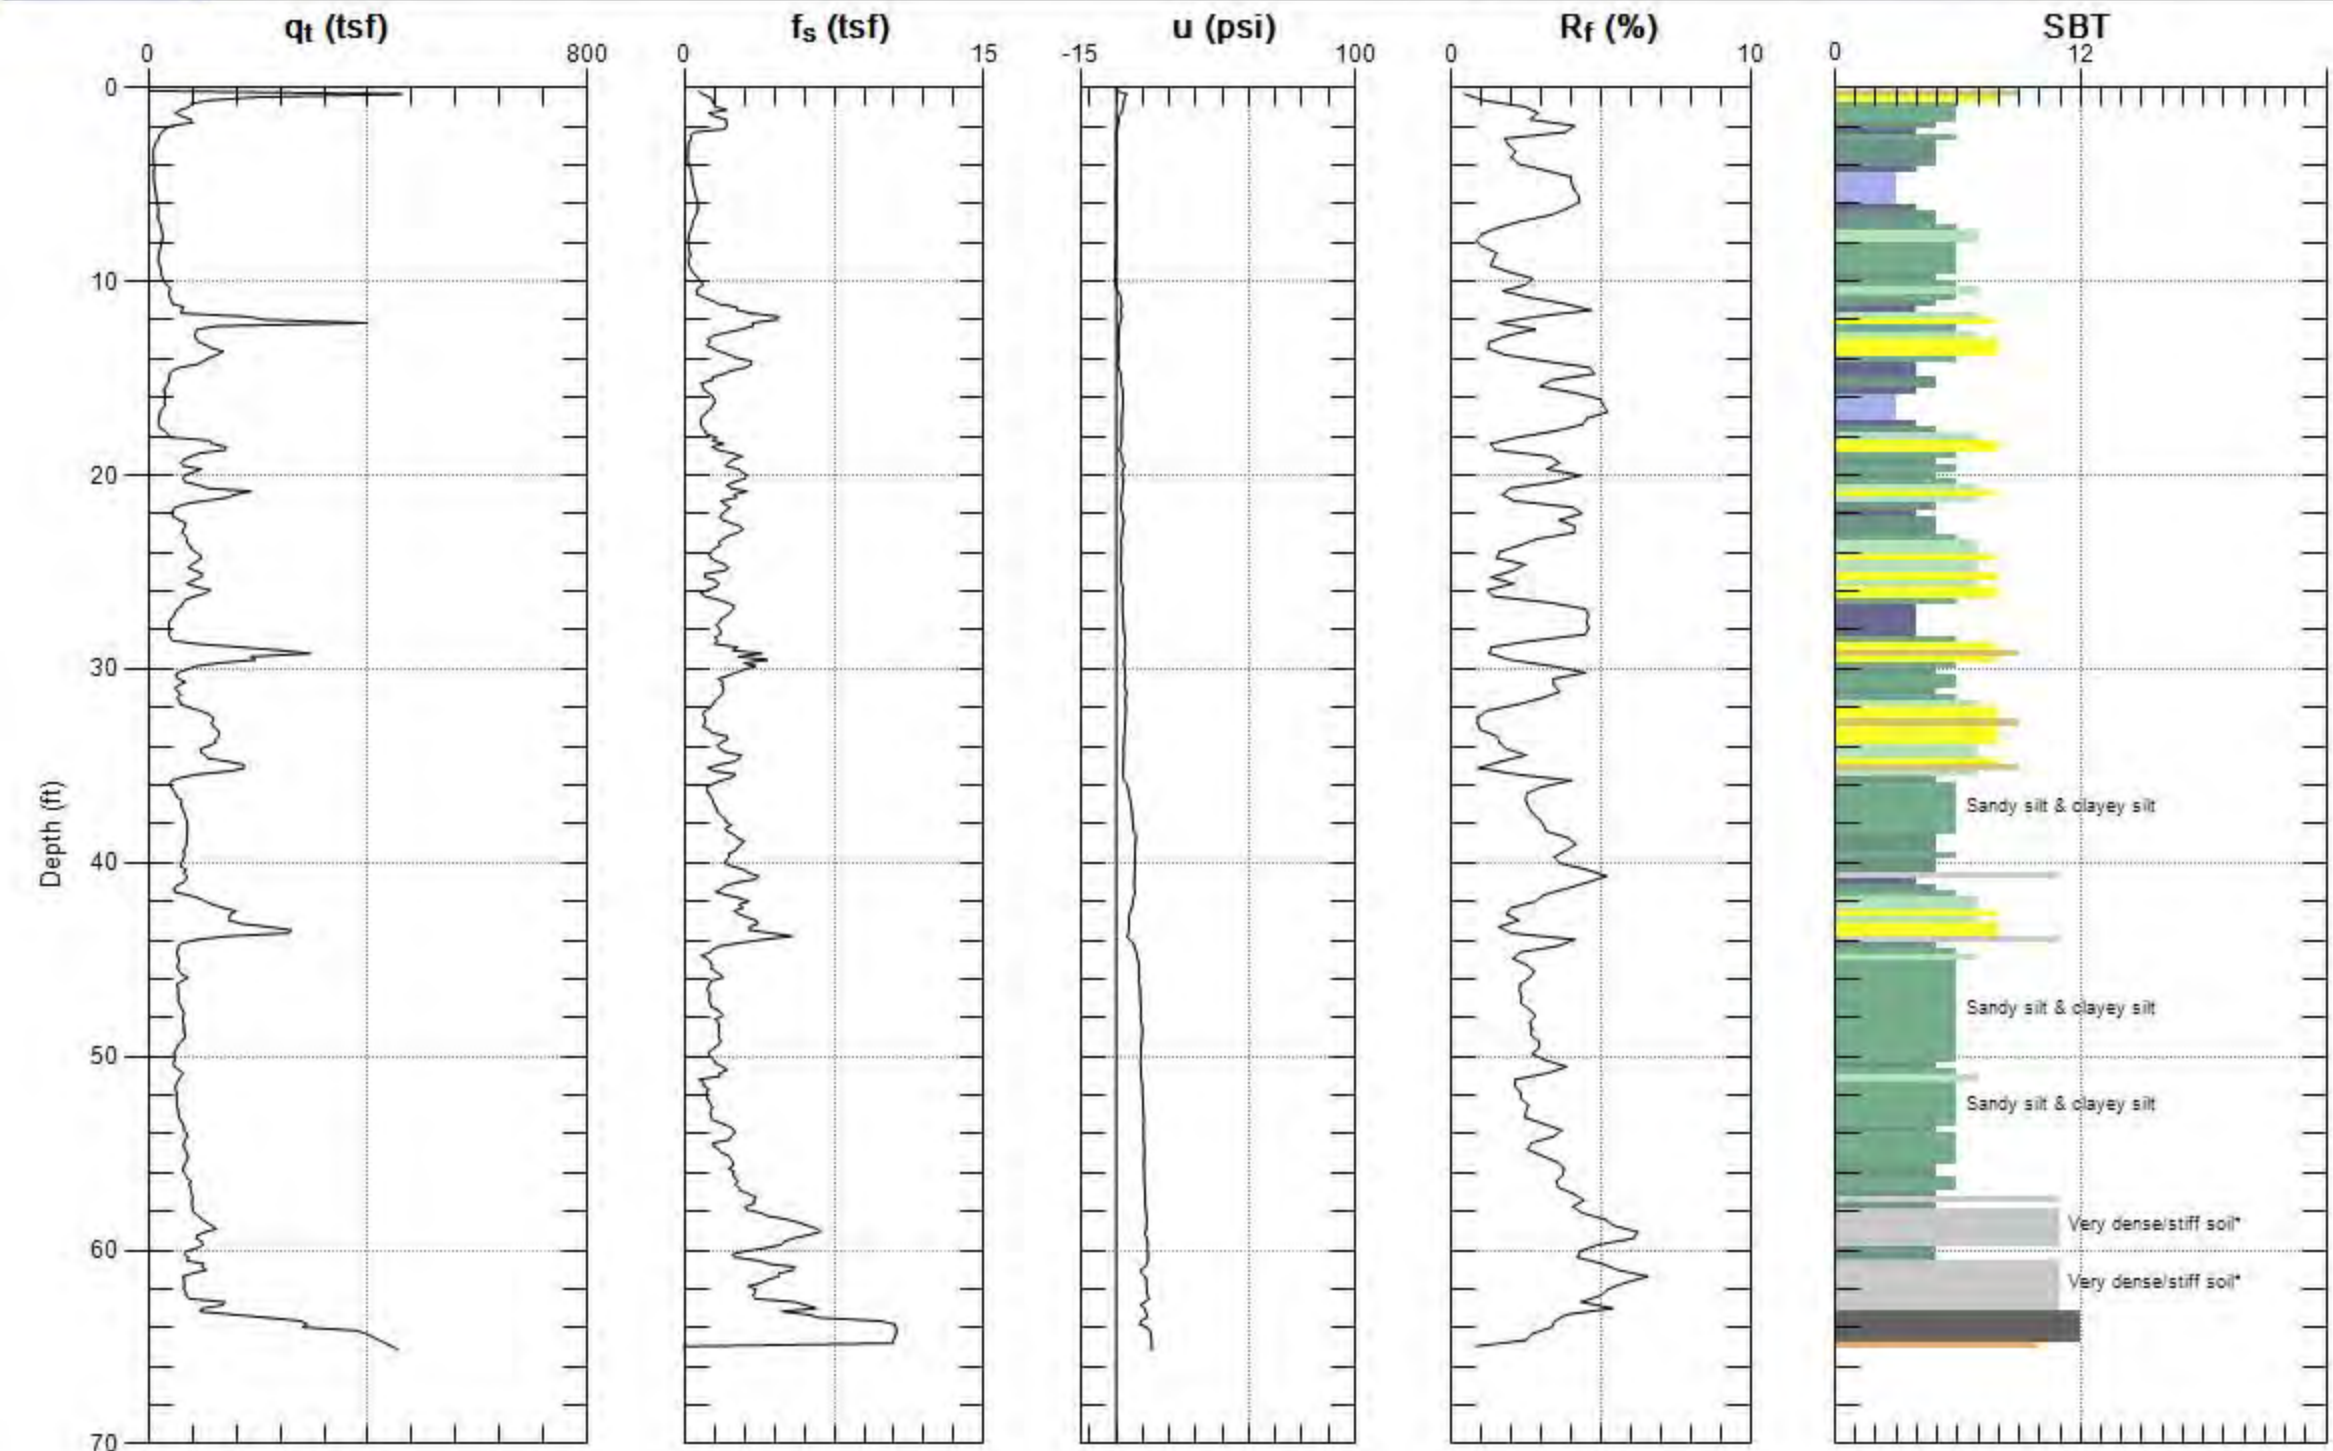 qt (tsf) fs (tsf) u (psi) Rf (%) SBT
0 800 0 15 -15 100 0 10 0 12
0
10
20
30
Sandy silt & clayey silt
Depth (ft)
40
Sandy silt & clayey silt
50
Sandy silt & clayey silt
Very dense/stiff soil*
60
Very dense/stiff soil*
70